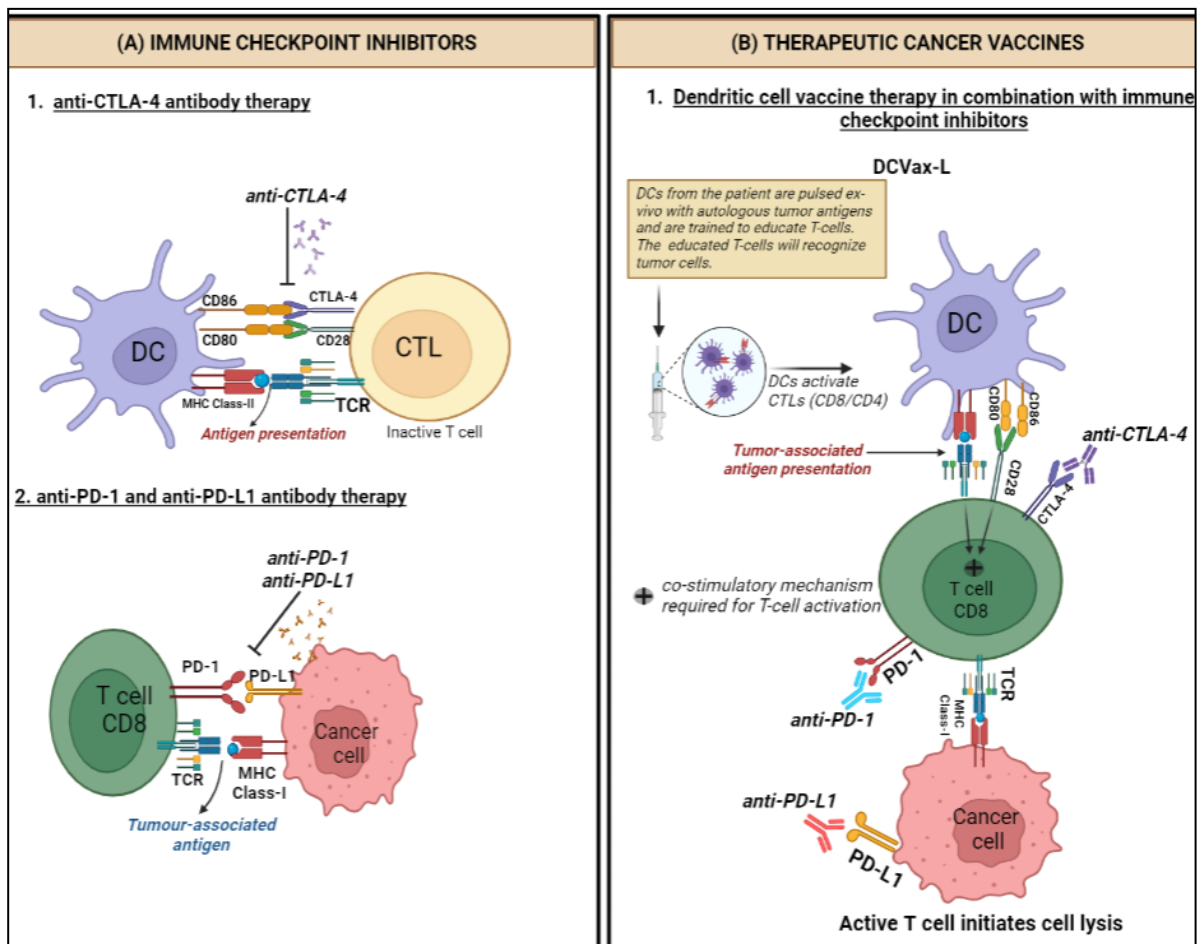 (A) IMMUNE CHECKPOINT INHIBITORS
1. anti-CTLA-4 antibody therapy
anti-CTLA-4
CD86
CTLA-4
DC
CTL
CD80
CD28
MHC Class-II
TCR
Antigen presentation
Inactive T cell
2. anti-PD-1 and anti-PD-L1 antibody therapy
anti-PD-1
anti-PD-L1
PD-1
PD-L1
T cell
CD8
Cancer
cell
TCR
MHC
Class-I
Tumour-associated
antigen
(B) THERAPEUTIC CANCER VACCINES
1. Dendritic cell vaccine therapy in combination with immune
checkpoint inhibitors
DCVax-L
DCs from the patient are pulsed ex-
vivo with autologous tumor antigens
and are trained to educate T-cells.
The educated T-cells will recognize
tumor cells.
DC
DCs activate
CTLs (CD8/CD4)
CD80
CD86
anti-CTLA-4
Tumor-associated
antigen presentation
CD28
CTLA-4
co-stimulatory mechanism
required for T-cell activation
T cell
CD8
PD-1
anti-PD-1
TCR
MHC
Class-I
anti-PD-L1
PD-L1
Cancer
cell
Active T cell initiates cell lysis